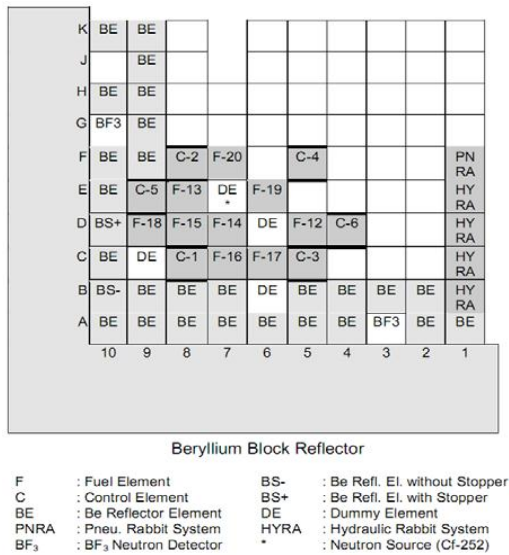 K BE BE
J BE
H BE BE
G BF3 BE
F BE BE C-2 F-20 C-4 PN RA
E BE C-5 F-13 DE * F-19 HY RA
D BS+ F-18 F-15 F-14 DE F-12 C-6 HY RA
C BE DE C-1 F-16 F-17 C-3 HY RA
B BS- BE BE BE DE BE BE BE BE HY RA
A BE BE BE BE BE BE BE BF3 BE BE
10 9 8 7 6 5 4 3 2 1
Beryllium Block Reflector
F : Fuel Element BS- : Be Refl. El. without Stopper
C : Control Element BS+ : Be Refl. El. with Stopper
BE : Be Reflector Element DE : Dummy Element
PNRA : Pneu. Rabbit System HYRA : Hydraulic Rabbit System
BF₃ : BF₃ Neutron Detector * : Neutron Source (Cf-252)